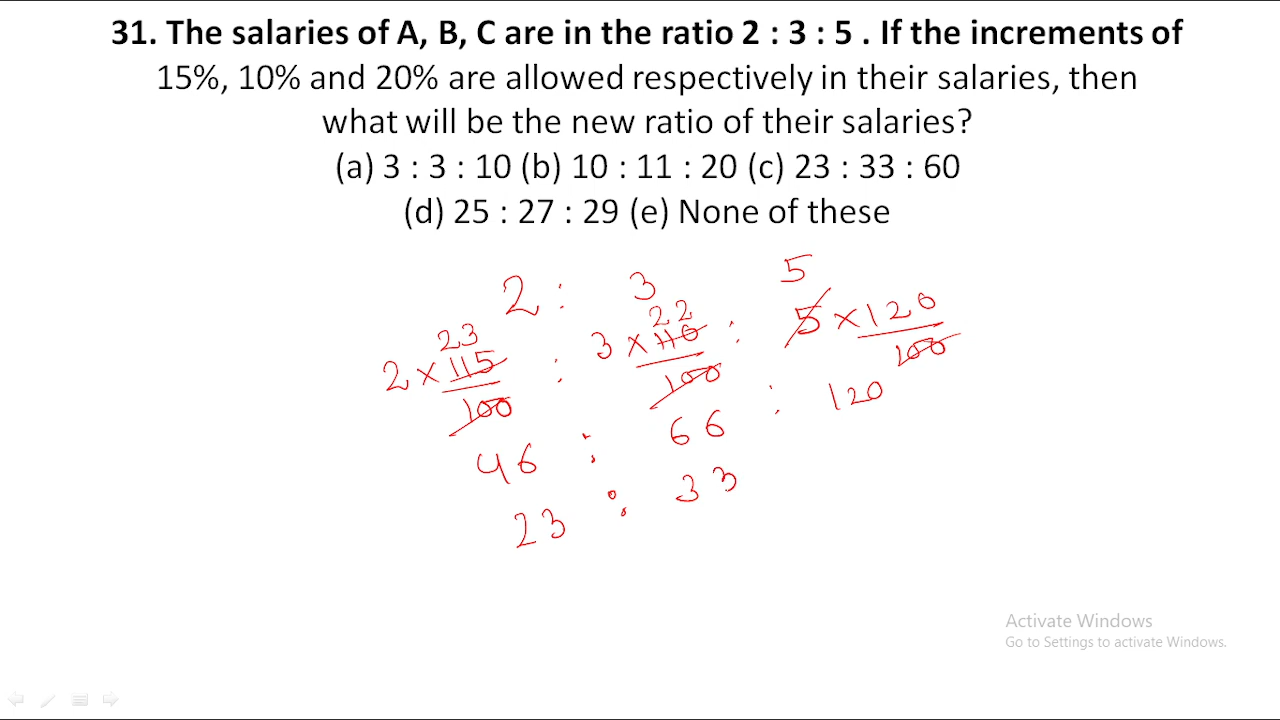 31. The salaries of A, B, C are in the ratio 2 : 3 : 5 . If the increments of
15%, 10% and 20% are allowed respectively in their salaries, then
what will be the new ratio of their salaries?
(a) 3 : 3 : 10 (b) 10 : 11 : 20 (c) 23 : 33 : 60
(d) 25 : 27 : 29 (e) None of these
2 : 3 5
23 22
2 × 115 : 3 × 110 : 5 × 120
100 100 100
46 : 66 : 120
23 : 33
Activate Windows
Go to Settings to activate Windows.